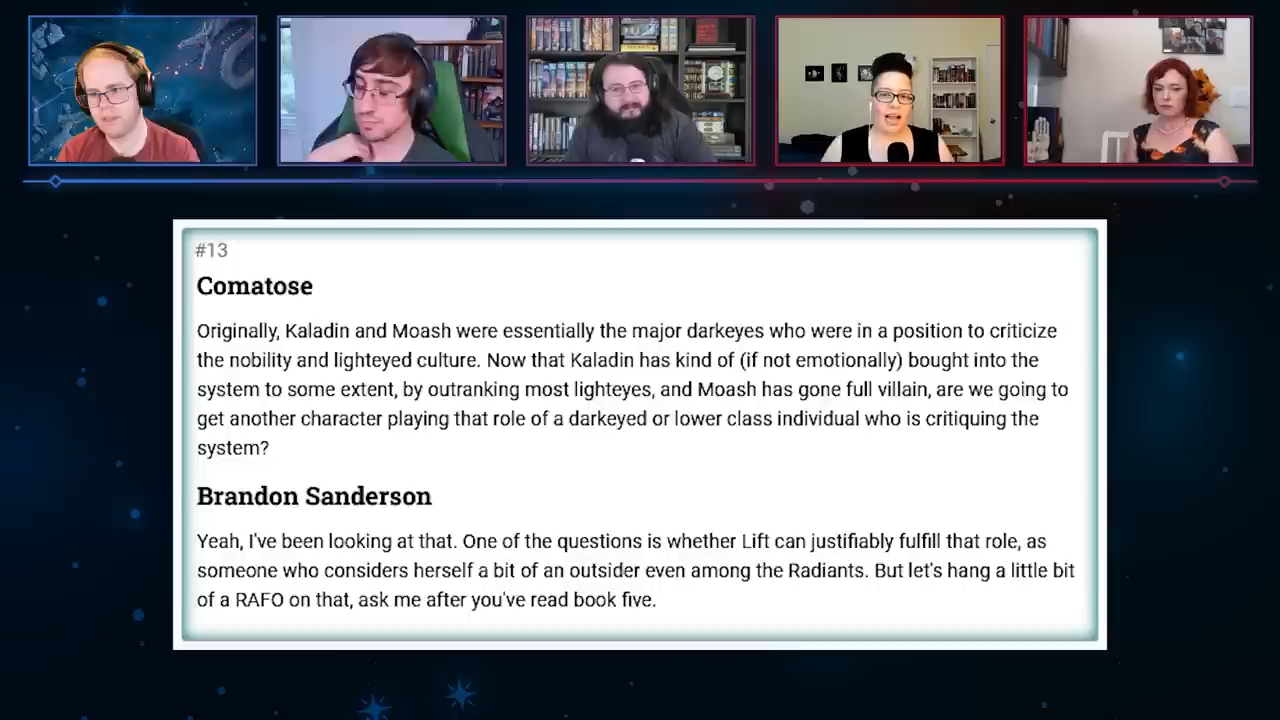 #13
Comatose
Originally, Kaladin and Moash were essentially the major darkeyes who were in a position to criticize
the nobility and lighteyed culture. Now that Kaladin has kind of (if not emotionally) bought into the
system to some extent, by outranking most lighteyes, and Moash has gone full villain, are we going to
get another character playing that role of a darkeyed or lower class individual who is critiquing the
system?
Brandon Sanderson
Yeah, I've been looking at that. One of the questions is whether Lift can justifiably fulfill that role, as
someone who considers herself a bit of an outsider even among the Radiants. But let's hang a little bit
of a RAFO on that, ask me after you've read book five.